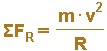 ΣF_R = m · v² / R